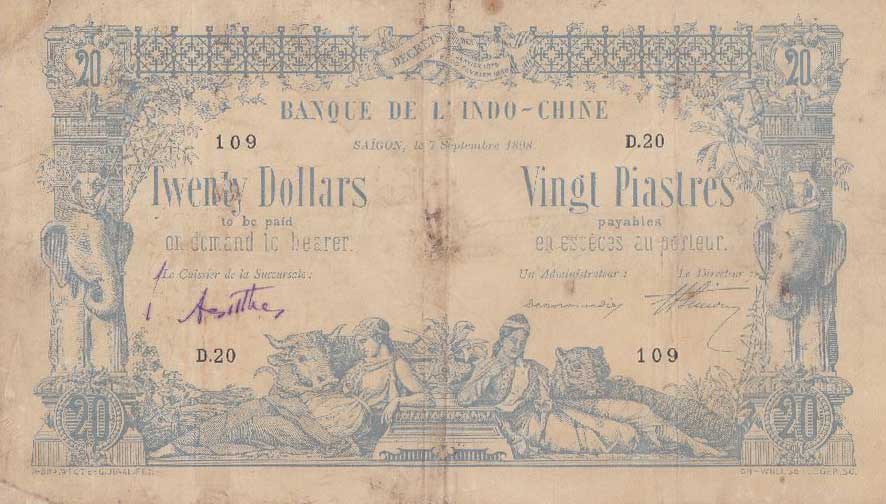 20 20
DECRETS
BANQUE DE L'INDO-CHINE
109 D.20
SAÏGON, le 7 Septembre 1898
Twenty Dollars Vingt Piastres
to be paid payables
on demand to bearer. en espèces au porteur.
Le Caissier de la Succursale: Un Administrateur: Le Directeur:
D.20 109
20 20